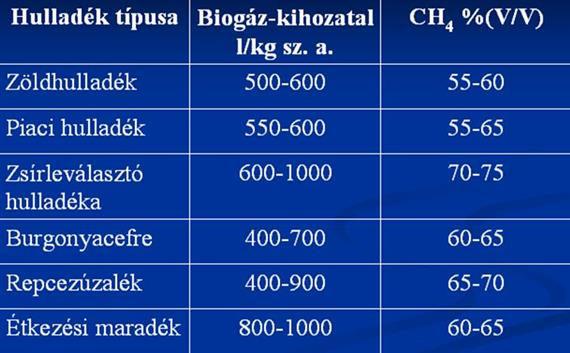 Hulladék típusa Biogáz-kihozatal l/kg sz. a. CH4 %(V/V)
Zöldhulladék 500-600 55-60
Piaci hulladék 550-600 55-65
Zsírleválasztó hulladéka 600-1000 70-75
Burgonyacefre 400-700 60-65
Repcezúzalék 400-900 65-70
Étkezési maradék 800-1000 60-65